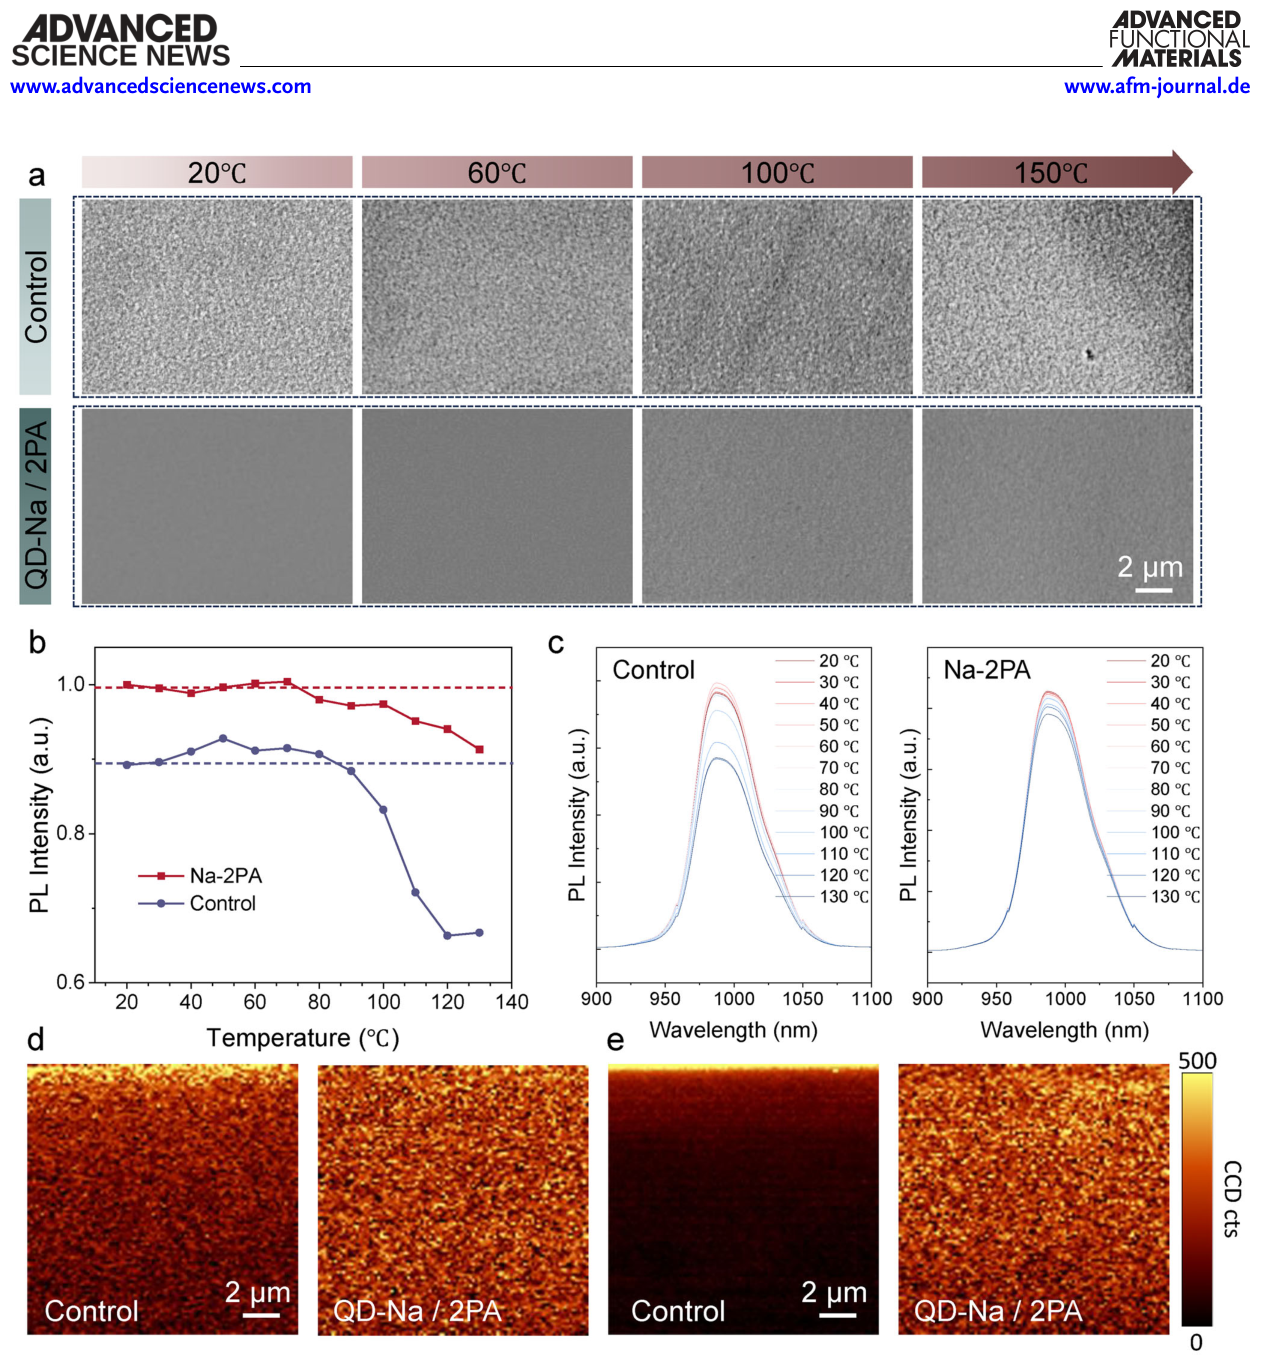 ADVANCED
SCIENCE NEWS
www.advancedsciencenews.com
ADVANCED
FUNCTIONAL
MATERIALS
www.afm-journal.de
a
20℃
60℃
100℃
150℃
Control
QD-Na / 2PA
2 μm
b
1.0
0.8
0.6
PL Intensity (a.u.)
Na-2PA
Control
20
40
60
80
100
120
140
Temperature (℃)
c
Control
20 ℃
30 ℃
40 ℃
50 ℃
60 ℃
70 ℃
80 ℃
90 ℃
100 ℃
110 ℃
120 ℃
130 ℃
PL Intensity (a.u.)
900
950
1000
1050
1100
Wavelength (nm)
Na-2PA
20 ℃
30 ℃
40 ℃
50 ℃
60 ℃
70 ℃
80 ℃
90 ℃
100 ℃
110 ℃
120 ℃
130 ℃
PL Intensity (a.u.)
900
950
1000
1050
1100
Wavelength (nm)
d
Control
2 μm
QD-Na / 2PA
e
Control
2 μm
QD-Na / 2PA
500
CCD cts
0